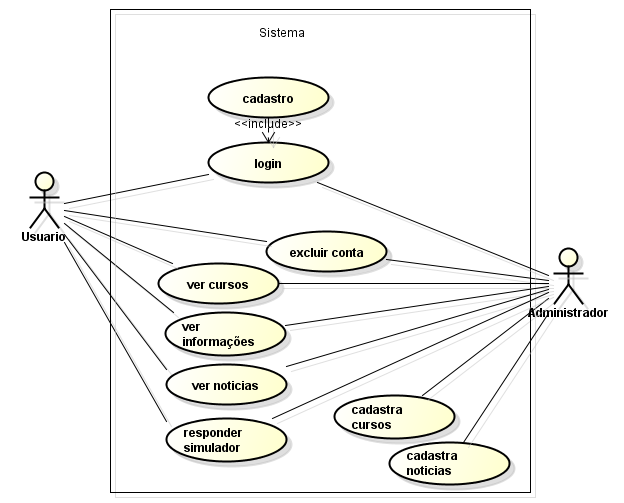 Sistema
cadastro
<<include>>
login
Usuario
excluir conta
ver cursos
Administrador
ver
informações
ver noticias
cadastra
cursos
responder
simulador
cadastra
noticias